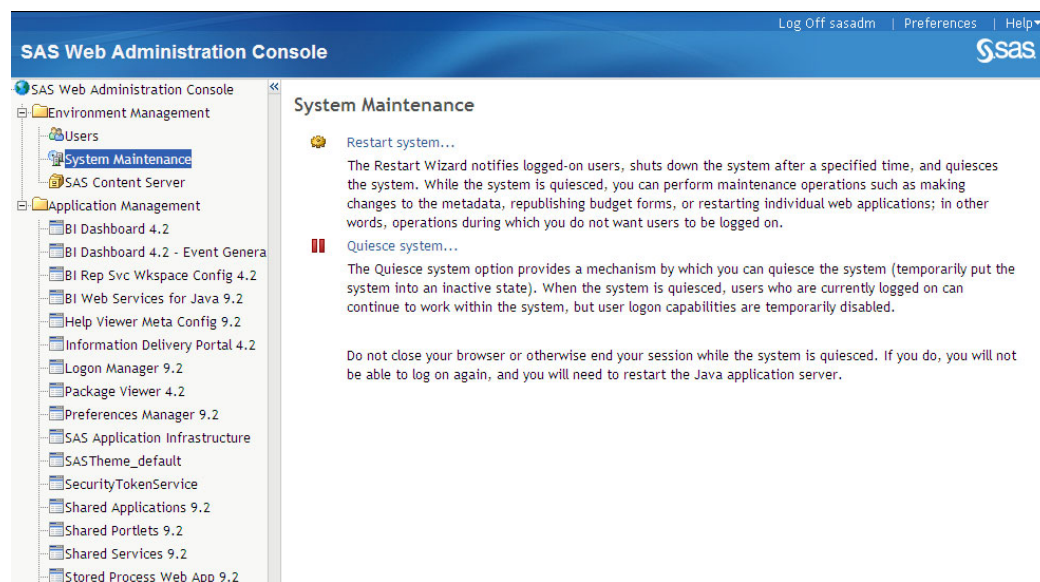 Log Off sasadm | Preferences | Help
SAS Web Administration Console
sas
SAS Web Administration Console
Environment Management
Users
System Maintenance
SAS Content Server
Application Management
BI Dashboard 4.2
BI Dashboard 4.2 - Event Genera
BI Rep Svc Wkspace Config 4.2
BI Web Services for Java 9.2
Help Viewer Meta Config 9.2
Information Delivery Portal 4.2
Logon Manager 9.2
Package Viewer 4.2
Preferences Manager 9.2
SAS Application Infrastructure
SASTheme_default
SecurityTokenService
Shared Applications 9.2
Shared Portlets 9.2
Shared Services 9.2
Stored Process Web App 9.2
System Maintenance
Restart system...
The Restart Wizard notifies logged-on users, shuts down the system after a specified time, and quiesces
the system. While the system is quiesced, you can perform maintenance operations such as making
changes to the metadata, republishing budget forms, or restarting individual web applications; in other
words, operations during which you do not want users to be logged on.
Quiesce system...
The Quiesce system option provides a mechanism by which you can quiesce the system (temporarily put the
system into an inactive state). When the system is quiesced, users who are currently logged on can
continue to work within the system, but user logon capabilities are temporarily disabled.
Do not close your browser or otherwise end your session while the system is quiesced. If you do, you will not
be able to log on again, and you will need to restart the Java application server.